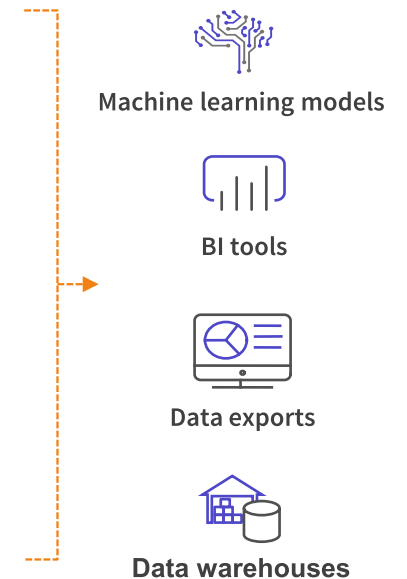 Machine learning models
BI tools
Data exports
Data warehouses